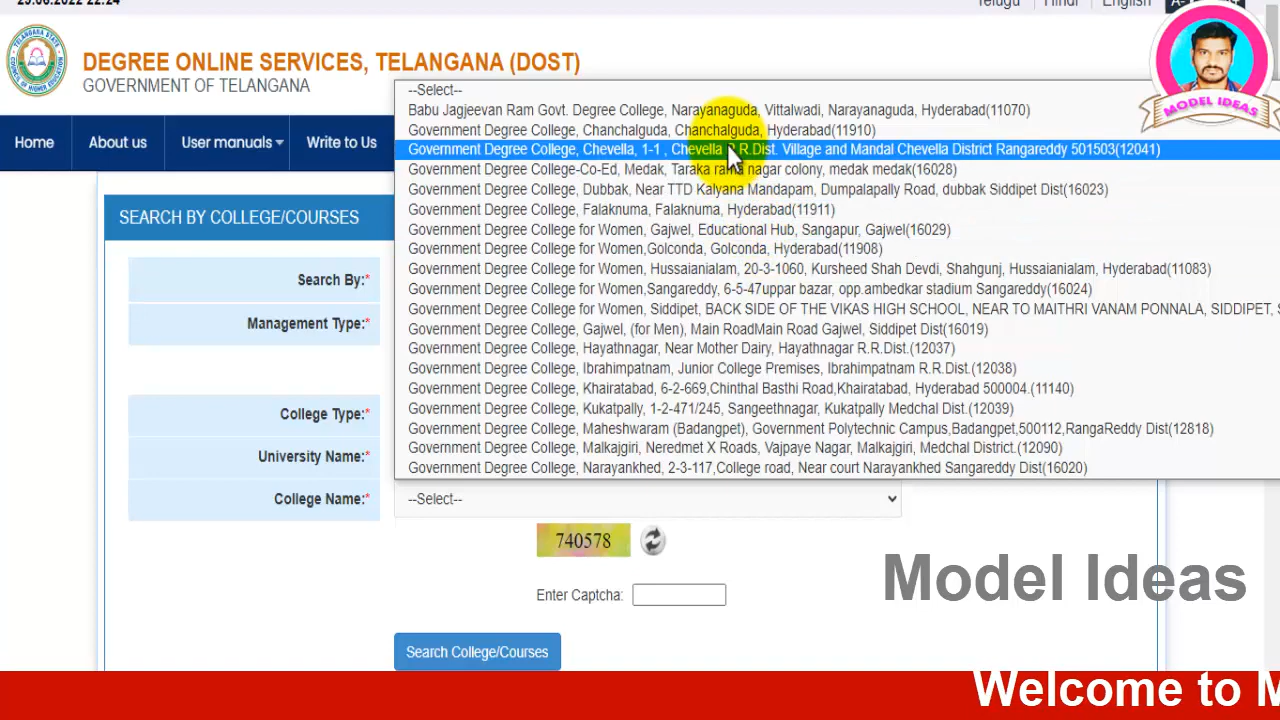 29.06.2022 22:24
Telugu Hindi English
DEGREE ONLINE SERVICES, TELANGANA (DOST)
GOVERNMENT OF TELANGANA
MODEL IDEAS
Home About us User manuals Write to Us
SEARCH BY COLLEGE/COURSES
Search By:*
Management Type:*
College Type:*
University Name:*
College Name:*
--Select--
Babu Jagjeevan Ram Govt. Degree College, Narayanaguda, Vittalwadi, Narayanaguda, Hyderabad(11070)
Government Degree College, Chanchalguda, Chanchalguda, Hyderabad(11910)
Government Degree College, Chevella, 1-1 , Chevella R.R.Dist. Village and Mandal Chevella District Rangareddy 501503(12041)
Government Degree College-Co-Ed, Medak, Taraka rama nagar colony, medak medak(16028)
Government Degree College, Dubbak, Near TTD Kalyana Mandapam, Dumpalapally Road, dubbak Siddipet Dist(16023)
Government Degree College, Falaknuma, Falaknuma, Hyderabad(11911)
Government Degree College for Women, Gajwel, Educational Hub, Sangapur, Gajwel(16029)
Government Degree College for Women,Golconda, Golconda, Hyderabad(11908)
Government Degree College for Women, Hussaianialam, 20-3-1060, Kursheed Shah Devdi, Shahgunj, Hussaianialam, Hyderabad(11083)
Government Degree College for Women,Sangareddy, 6-5-47uppar bazar, opp.ambedkar stadium Sangareddy(16024)
Government Degree College for Women, Siddipet, BACK SIDE OF THE VIKAS HIGH SCHOOL, NEAR TO MAITHRI VANAM PONNALA, SIDDIPET,
Government Degree College, Gajwel, (for Men), Main RoadMain Road Gajwel, Siddipet Dist(16019)
Government Degree College, Hayathnagar, Near Mother Dairy, Hayathnagar R.R.Dist.(12037)
Government Degree College, Ibrahimpatnam, Junior College Premises, Ibrahimpatnam R.R.Dist.(12038)
Government Degree College, Khairatabad, 6-2-669,Chinthal Basthi Road,Khairatabad, Hyderabad 500004.(11140)
Government Degree College, Kukatpally, 1-2-471/245, Sangeethnagar, Kukatpally Medchal Dist.(12039)
Government Degree College, Maheshwaram (Badangpet), Government Polytechnic Campus,Badangpet,500112,RangaReddy Dist(12818)
Government Degree College, Malkajgiri, Neredmet X Roads, Vajpaye Nagar, Malkajgiri, Medchal District.(12090)
Government Degree College, Narayankhed, 2-3-117,College road, Near court Narayankhed Sangareddy Dist(16020)
--Select--
740578
Enter Captcha:
Model Ideas
Search College/Courses
Welcome to M